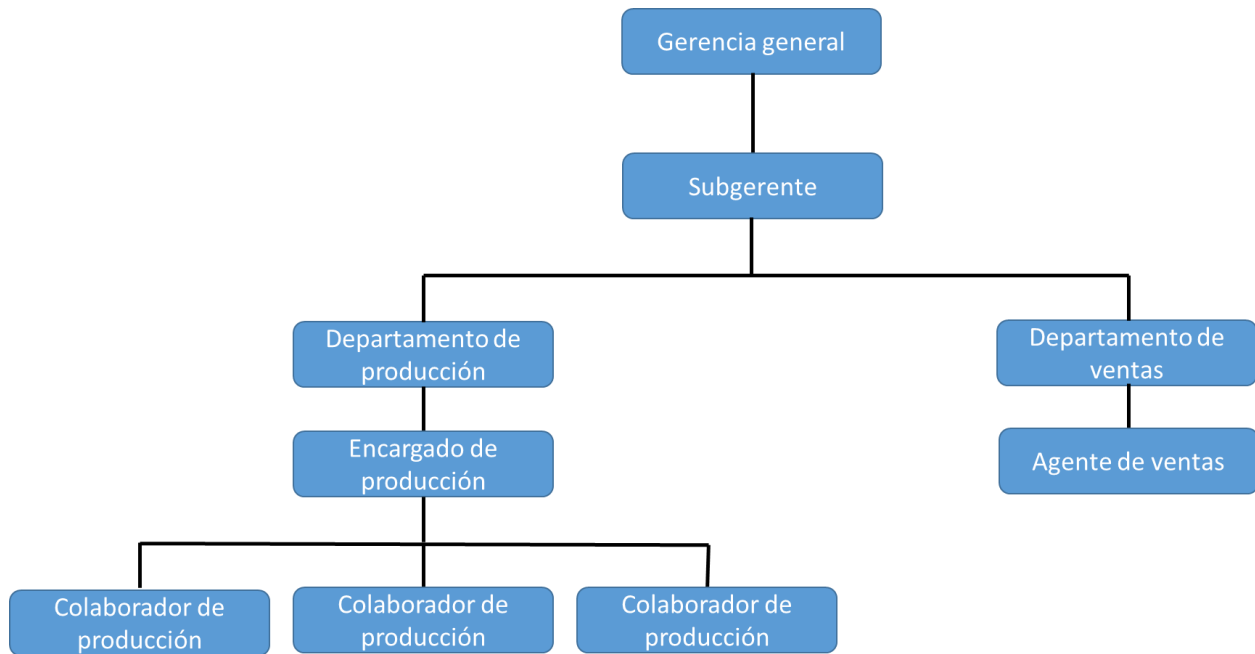 Gerencia general
Subgerente
Departamento de
producción
Departamento de
ventas
Encargado de
producción
Agente de ventas
Colaborador de
producción
Colaborador de
producción
Colaborador de
producción